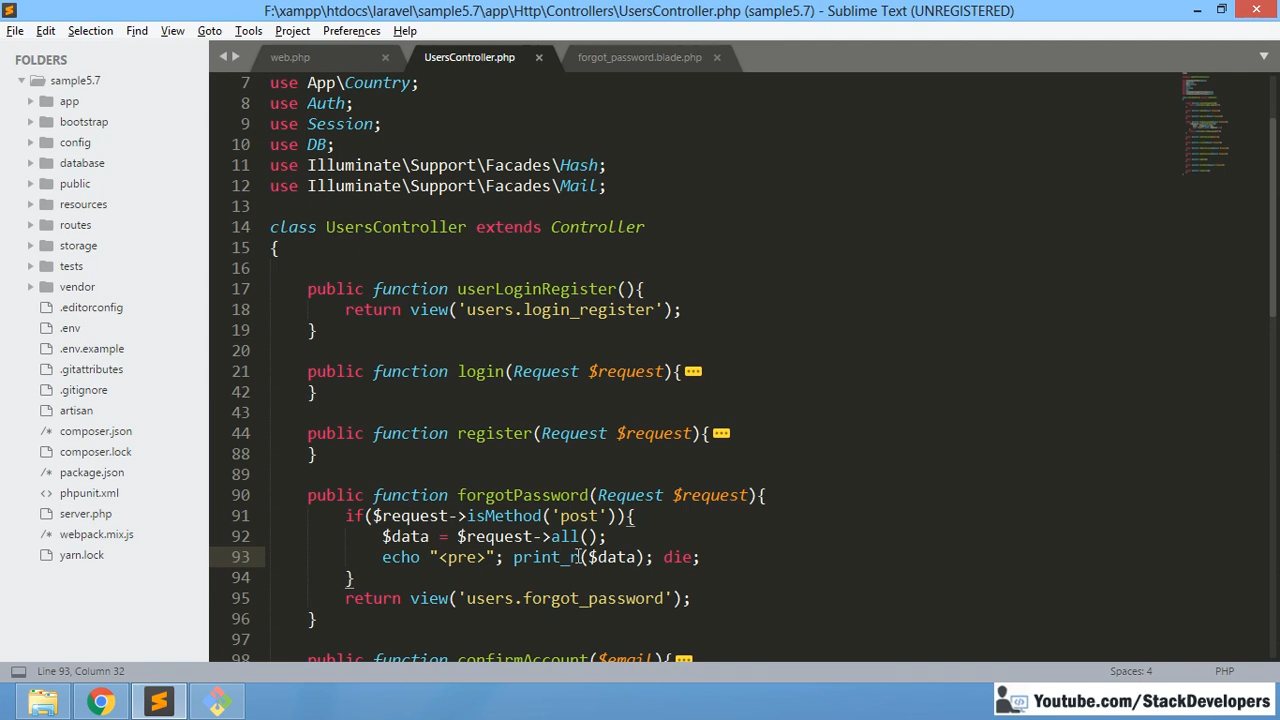 F:\xampp\htdocs\laravel\sample5.7\app\Http\Controllers\UsersController.php (sample5.7) - Sublime Text (UNREGISTERED)
File Edit Selection Find View Goto Tools Project Preferences Help
FOLDERS
sample5.7
app
bootstrap
config
database
public
resources
routes
storage
tests
vendor
.editorconfig
.env
.env.example
.gitattributes
.gitignore
artisan
composer.json
composer.lock
package.json
phpunit.xml
server.php
webpack.mix.js
yarn.lock
web.php UsersController.php forgot_password.blade.php
7 use App\Country;
8 use Auth;
9 use Session;
10 use DB;
11 use Illuminate\Support\Facades\Hash;
12 use Illuminate\Support\Facades\Mail;
13
14 class UsersController extends Controller
15 {
16
17 public function userLoginRegister(){
18 return view('users.login_register');
19 }
20
21 public function login(Request $request){
42 }
43
44 public function register(Request $request){
88 }
89
90 public function forgotPassword(Request $request){
91 if($request->isMethod('post')){
92 $data = $request->all();
93 echo "<pre>"; print_r($data); die;
94 }
95 return view('users.forgot_password');
96 }
97
98 public function confirmAccount($email){
Line 93, Column 32
Spaces: 4 PHP
Youtube.com/StackDevelopers